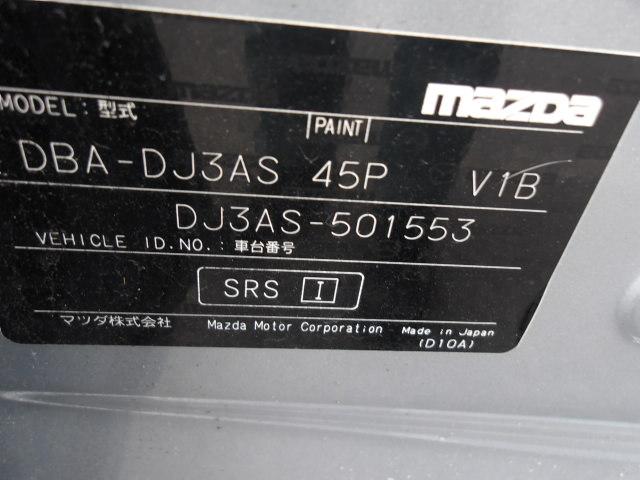 mazda
MODEL: 型式
PAINT
DBA-DJ3AS 45P V1B
DJ3AS-501553
VEHICLE ID.NO.: 車台番号
SRS I
マツダ株式会社 Mazda Motor Corporation Made in Japan
(D10A)